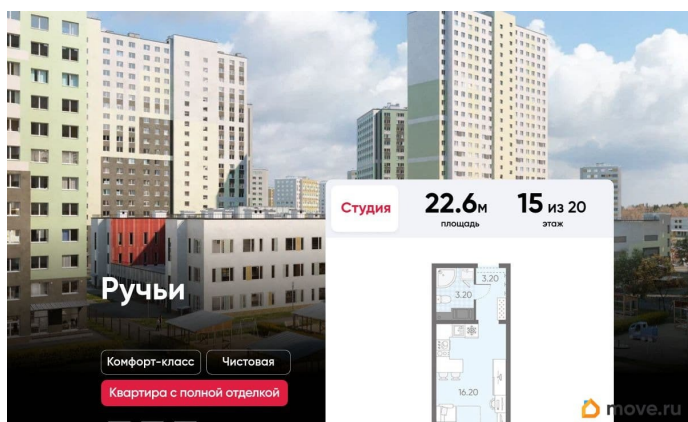 Студия
22.6м
площадь
15 из 20
этаж
3.20
3.20
16.20
Ручьи
Комфорт-класс
Чистовая
Квартира с полной отделкой
move.ru